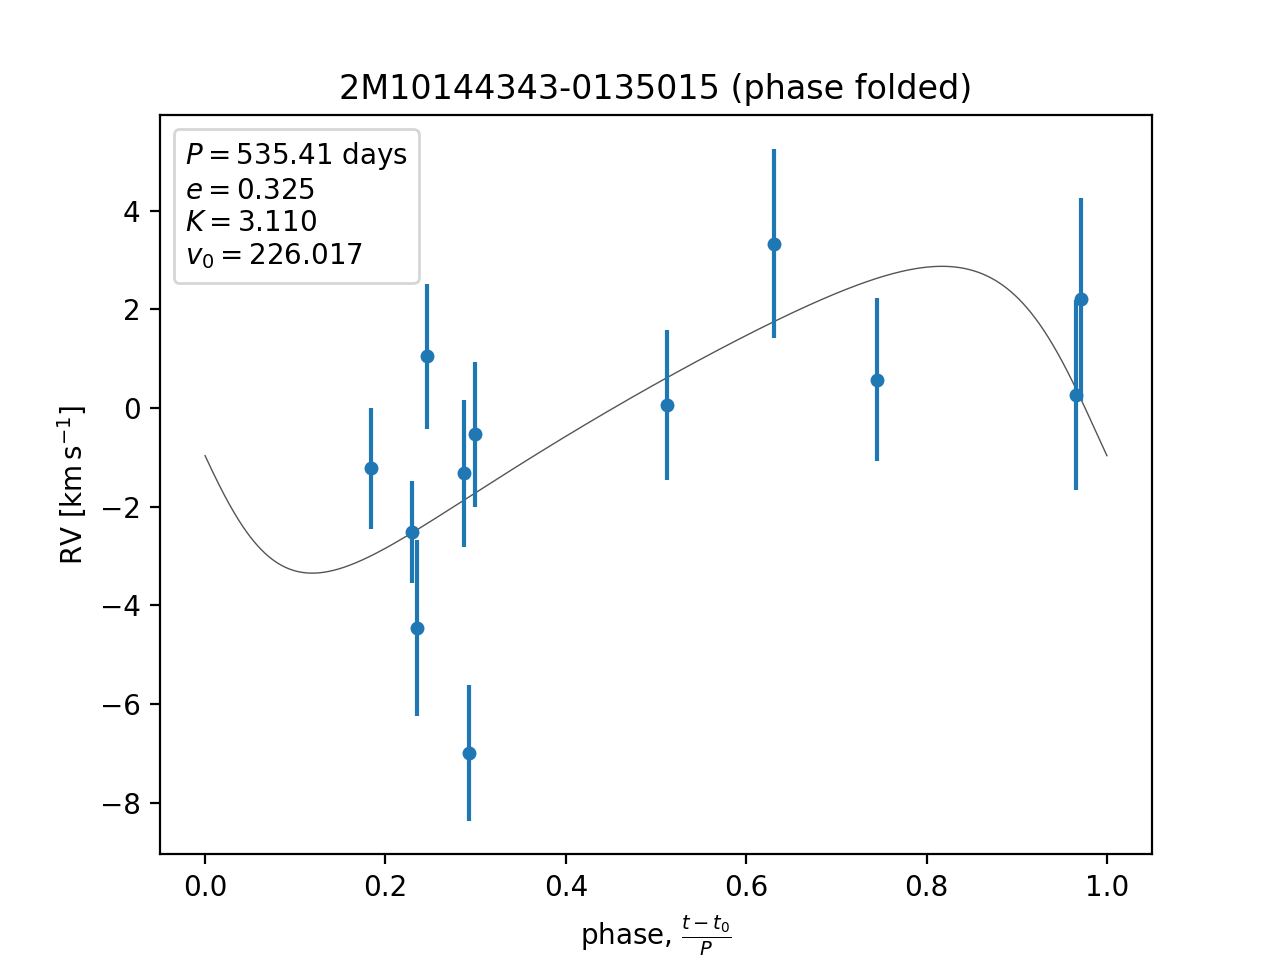 2M10144343-0135015 (phase folded)
P = 535.41 days
e = 0.325
K = 3.110
v₀ = 226.017
4
2
0
−2
−4
−6
−8
RV [km s⁻¹]
0.0 0.2 0.4 0.6 0.8 1.0
phase, (t − t₀)/P